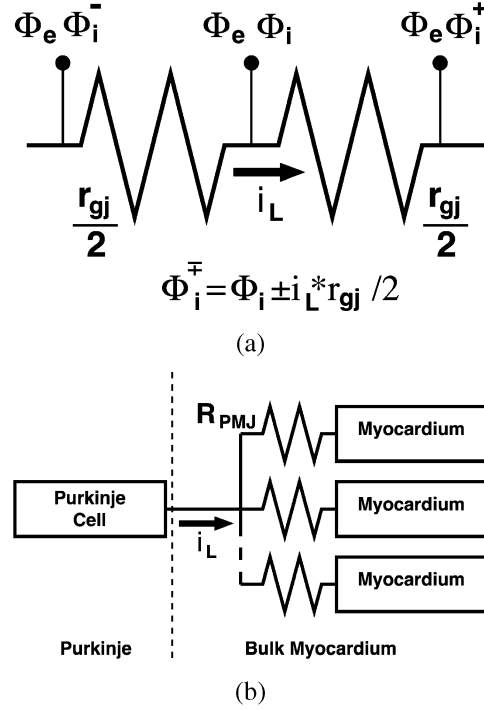 Φe Φi⁻ Φe Φi Φe Φi⁺
rgj/2 iL rgj/2
Φi∓ = Φi ± iL*rgj /2
(a)
RPMJ
Myocardium
Purkinje Cell
Myocardium
iL
Myocardium
Purkinje Bulk Myocardium
(b)